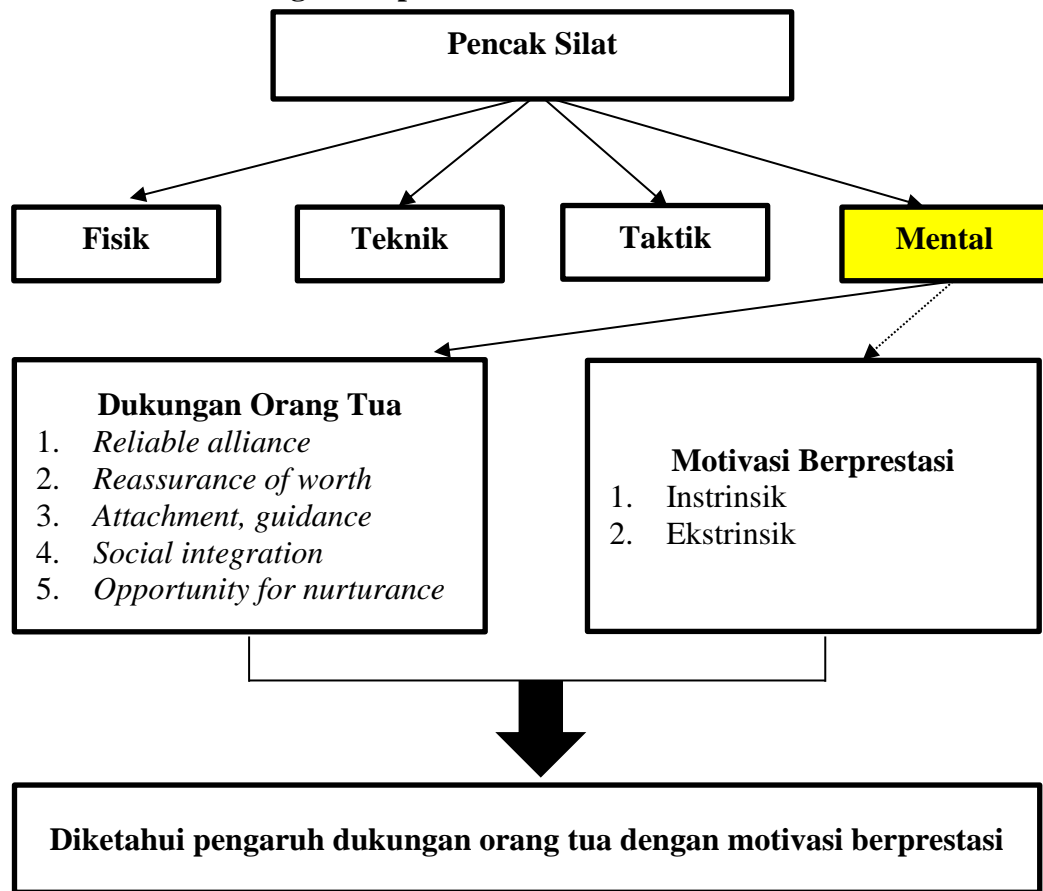 Pencak Silat
Fisik
Teknik
Taktik
Mental
Dukungan Orang Tua
1. Reliable alliance
2. Reassurance of worth
3. Attachment, guidance
4. Social integration
5. Opportunity for nurturance
Motivasi Berprestasi
1. Instrinsik
2. Ekstrinsik
Diketahui pengaruh dukungan orang tua dengan motivasi berprestasi